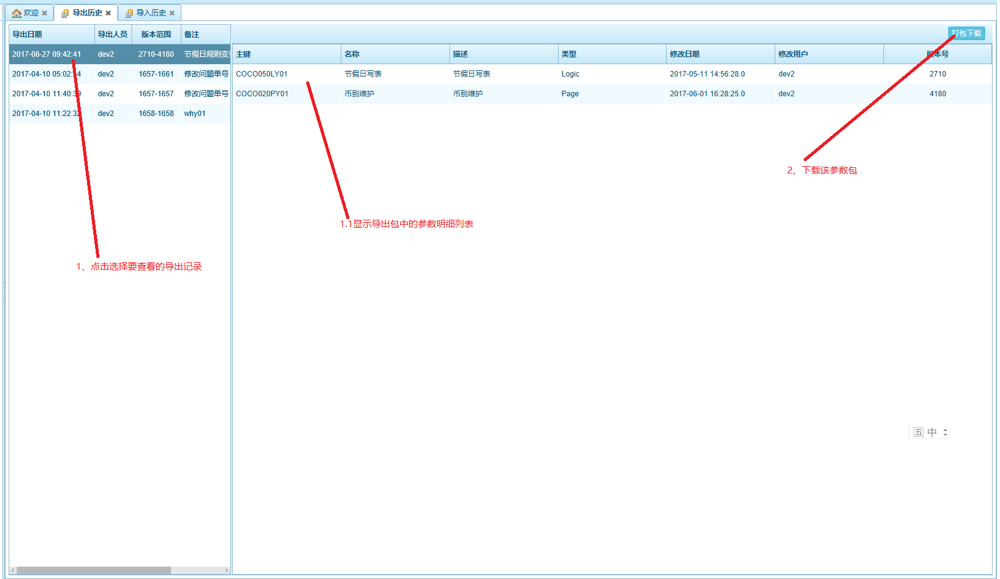 欢迎 导出历史 导入历史
打包下载
导出日期 导出人员 版本范围 备注
2017-06-27 09:42:41 dev2 2710-4180 节假日规则变
2017-04-10 05:02: dev2 1657-1661 修改问题单号
2017-04-10 11:40:39 dev2 1657-1657 修改问题单号
2017-04-10 11:22:32 dev2 1658-1658 why01
主键 名称 描述 类型 修改日期 修改用户 版本号
COCO050LY01 节假日写表 节假日写表 Logic 2017-05-11 14:56:28.0 dev2 2710
COCO020PY01 币别维护 币别维护 Page 2017-06-01 16:28:25.0 dev2 4180
2、下载该参数包
1.1显示导出包中的参数明细列表
1、点击选择要查看的导出记录
五 中